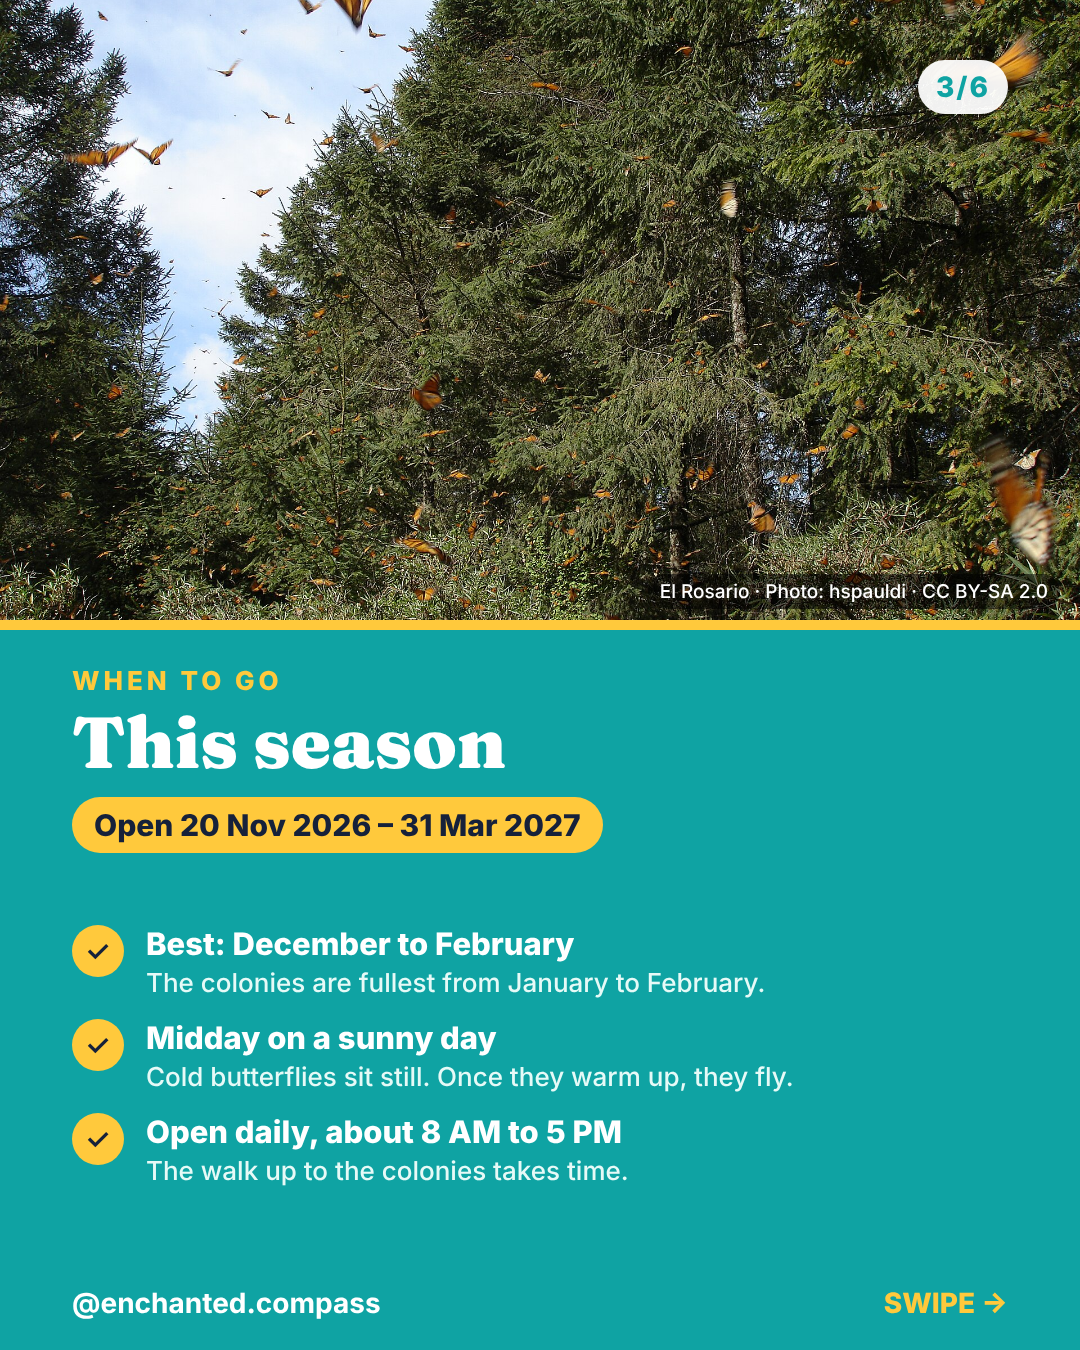 3/6
El Rosario · Photo: hspauldi · CC BY-SA 2.0
WHEN TO GO
This season
Open 20 Nov 2026 – 31 Mar 2027
Best: December to February
The colonies are fullest from January to February.
Midday on a sunny day
Cold butterflies sit still. Once they warm up, they fly.
Open daily, about 8 AM to 5 PM
The walk up to the colonies takes time.
@enchanted.compass
SWIPE →